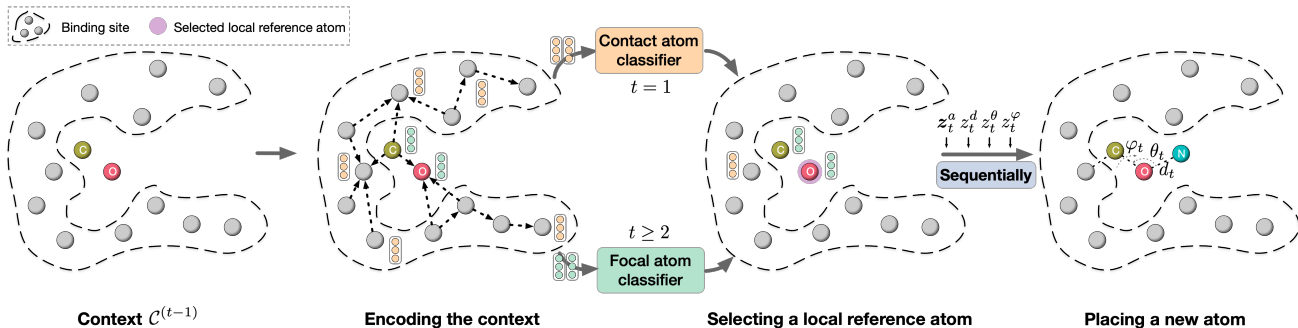 Binding site
Selected local reference atom
Contact atom
classifier
t = 1
t ≥ 2
Focal atom
classifier
z_t^a z_t^d z_t^θ z_t^φ
Sequentially
C
O
C
O
C
O
C
φ_t
θ_t
N
O
d_t
Context 𝒞^{(t−1)}
Encoding the context
Selecting a local reference atom
Placing a new atom